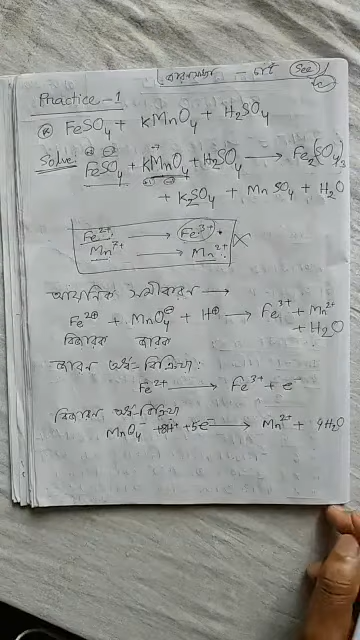 জারণসংখ্যা See
Practice-1
FeSO₄ + KMnO₄ + H₂SO₄
Solve FeSO₄ + KMnO₄ + H₂SO₄ ⟶ Fe₂(SO₄)₃
+ K₂SO₄ + MnSO₄ + H₂O
Fe²⁺ ⟶ Fe³⁺
Mn⁷⁺ ⟶ Mn²⁺ ×
আয়নিক সমীকরণ ⟶
Fe²⁺ + MnO₄⁻ + H⁺ ⟶ Fe³⁺ + Mn²⁺
+ H₂O
বিজারক জারক
জারণ অর্ধ-বিক্রিয়া:
Fe²⁺ ⟶ Fe³⁺ + e⁻
বিজারণ অর্ধ-বিক্রিয়া
MnO₄⁻ + 8H⁺ + 5e⁻ ⟶ Mn²⁺ + 4H₂O